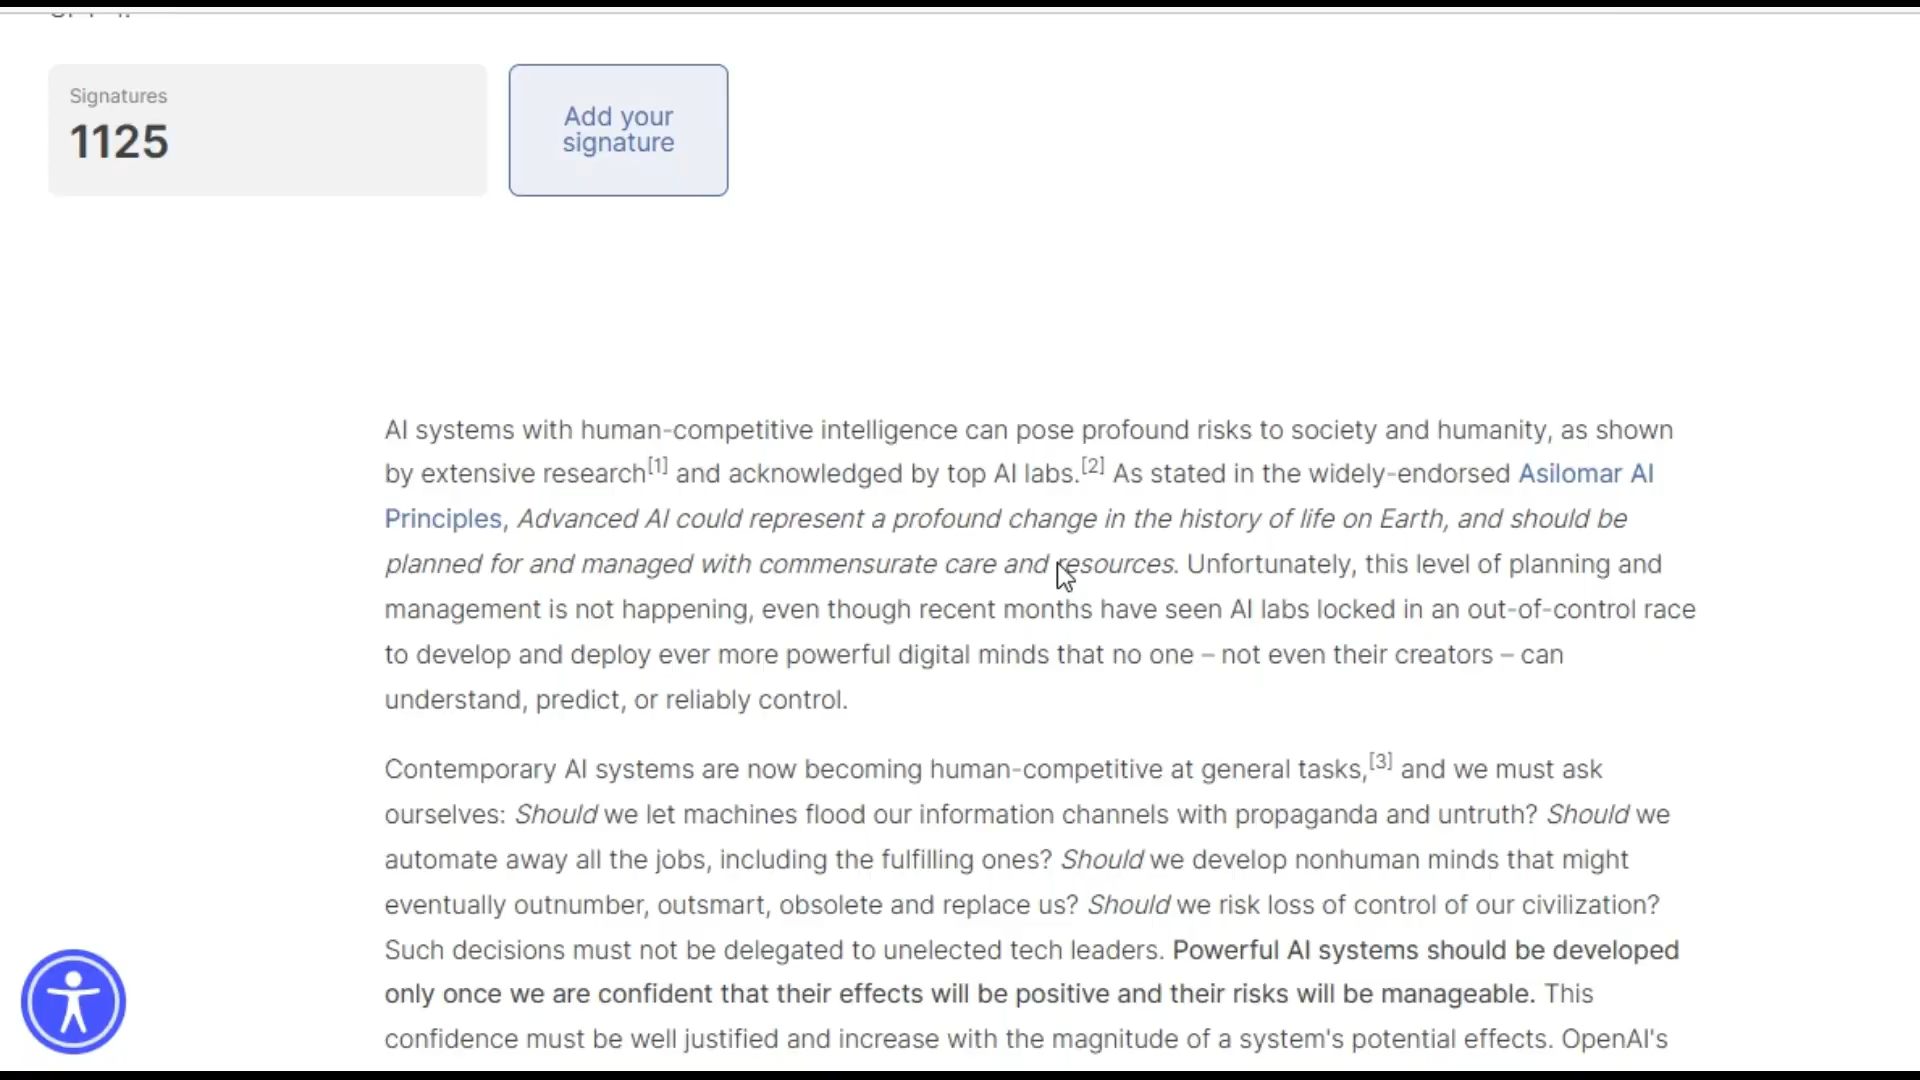 Signatures
1125
Add your
signature
AI systems with human-competitive intelligence can pose profound risks to society and humanity, as shown
by extensive research[1] and acknowledged by top AI labs.[2] As stated in the widely-endorsed Asilomar AI
Principles, Advanced AI could represent a profound change in the history of life on Earth, and should be
planned for and managed with commensurate care and resources. Unfortunately, this level of planning and
management is not happening, even though recent months have seen AI labs locked in an out-of-control race
to develop and deploy ever more powerful digital minds that no one – not even their creators – can
understand, predict, or reliably control.
Contemporary AI systems are now becoming human-competitive at general tasks,[3] and we must ask
ourselves: Should we let machines flood our information channels with propaganda and untruth? Should we
automate away all the jobs, including the fulfilling ones? Should we develop nonhuman minds that might
eventually outnumber, outsmart, obsolete and replace us? Should we risk loss of control of our civilization?
Such decisions must not be delegated to unelected tech leaders. Powerful AI systems should be developed
only once we are confident that their effects will be positive and their risks will be manageable. This
confidence must be well justified and increase with the magnitude of a system's potential effects. OpenAI's